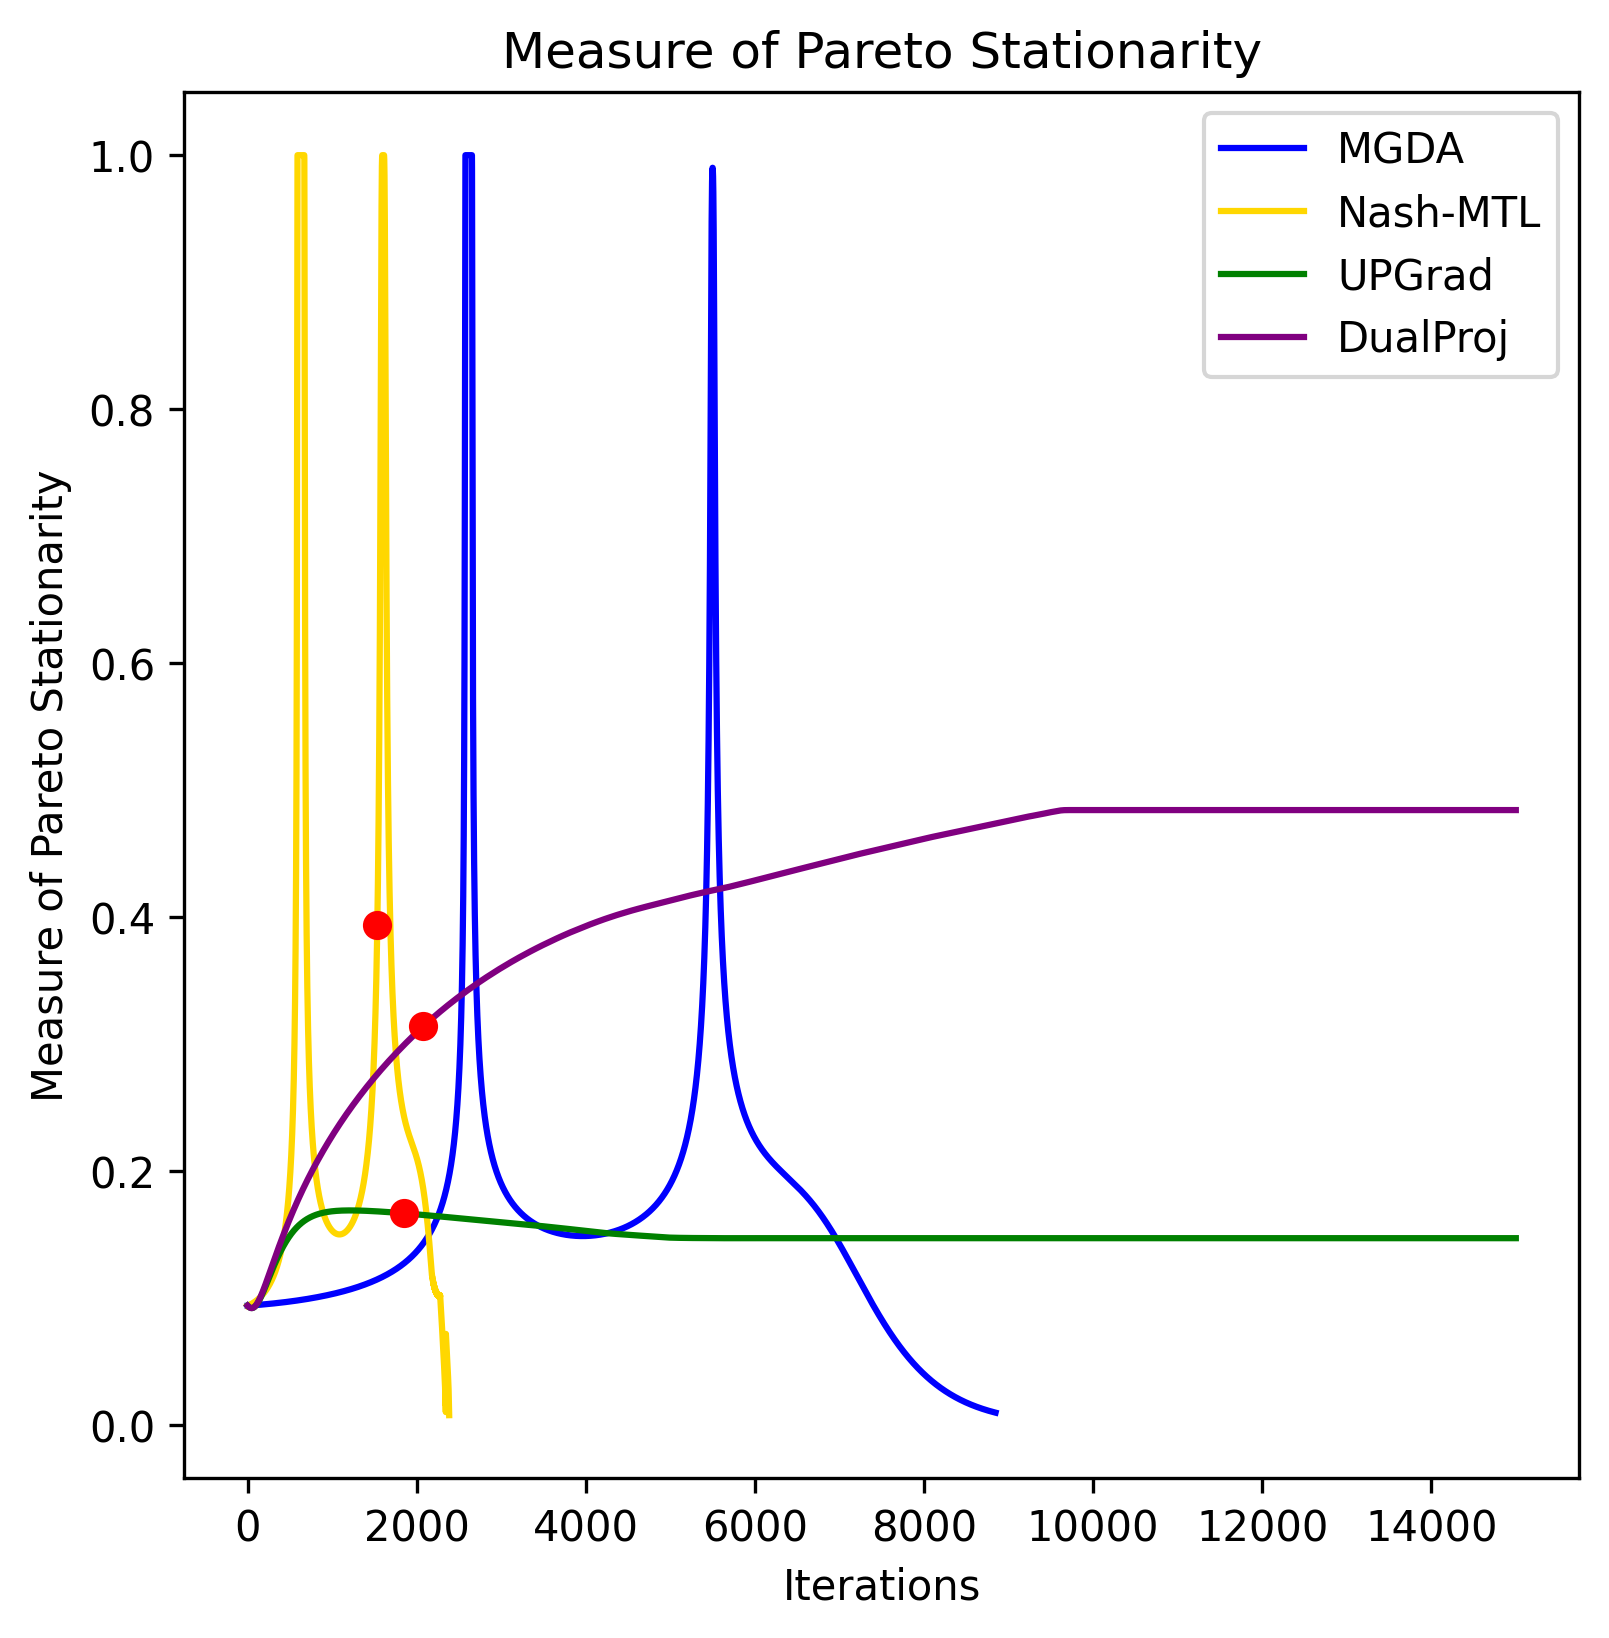 Measure of Pareto Stationarity
MGDA
Nash-MTL
UPGrad
DualProj
1.0
0.8
0.6
0.4
0.2
0.0
Measure of Pareto Stationarity
0 2000 4000 6000 8000 10000 12000 14000
Iterations